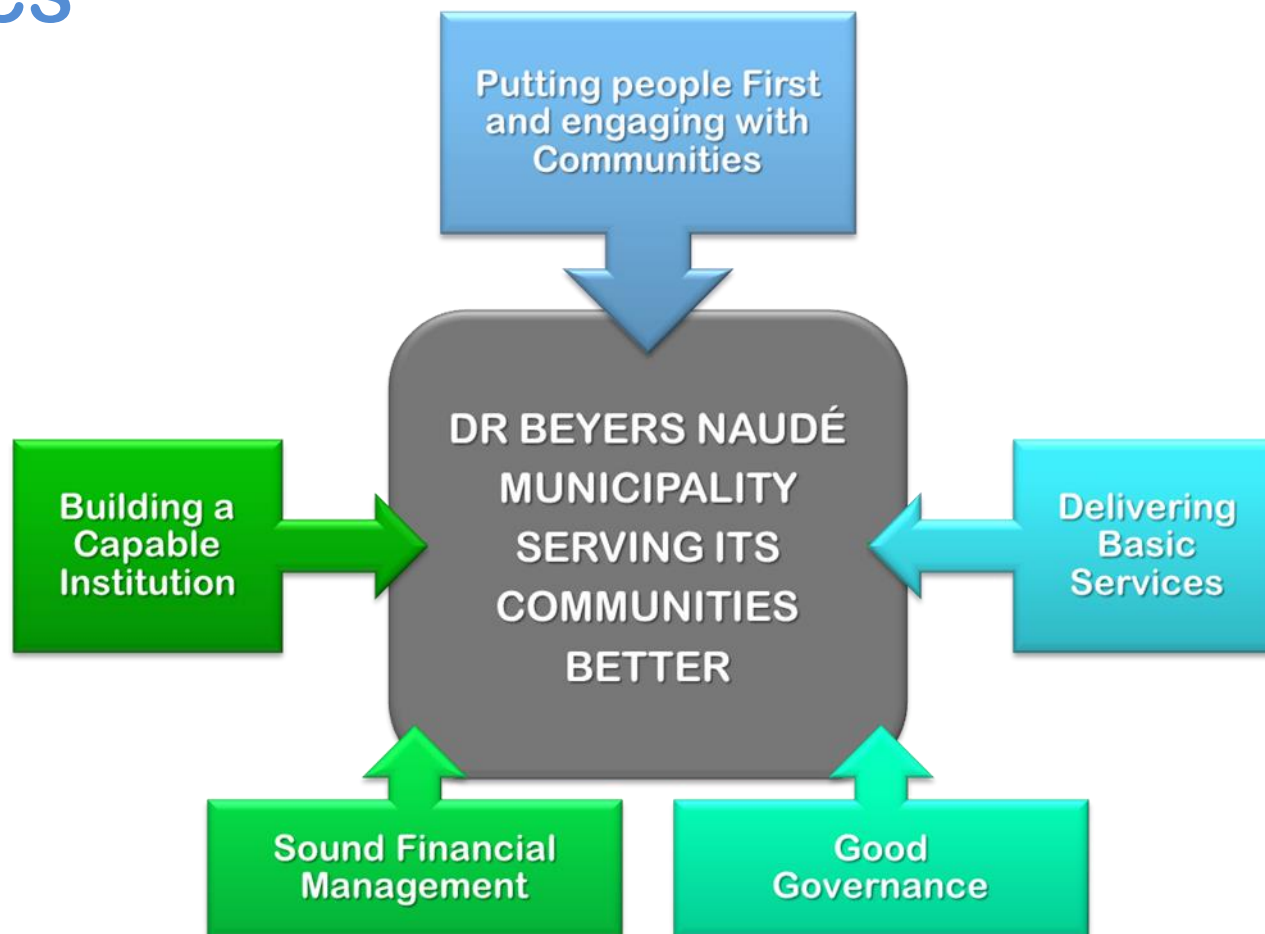 Putting people First
and engaging with
Communities
DR BEYERS NAUDÉ
MUNICIPALITY
SERVING ITS
COMMUNITIES
BETTER
Building a
Capable
Institution
Delivering
Basic
Services
Sound Financial
Management
Good
Governance